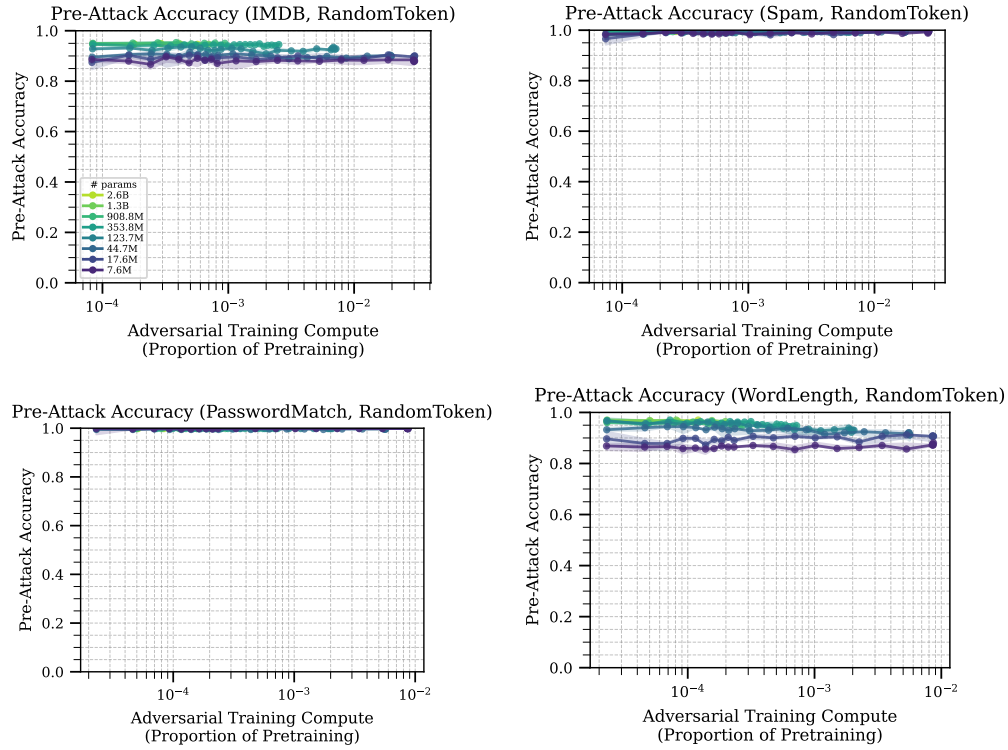 Pre-Attack Accuracy (IMDB, RandomToken)
1.0
0.8
0.6
0.4
0.2
0.0
Pre-Attack Accuracy
# params
2.6B
1.3B
908.8M
353.8M
123.7M
44.7M
17.6M
7.6M
10⁻⁴
10⁻³
10⁻²
Adversarial Training Compute
(Proportion of Pretraining)
Pre-Attack Accuracy (Spam, RandomToken)
1.0
0.8
0.6
0.4
0.2
0.0
Pre-Attack Accuracy
10⁻⁴
10⁻³
10⁻²
Adversarial Training Compute
(Proportion of Pretraining)
Pre-Attack Accuracy (PasswordMatch, RandomToken)
1.0
0.8
0.6
0.4
0.2
0.0
Pre-Attack Accuracy
10⁻⁴
10⁻³
10⁻²
Adversarial Training Compute
(Proportion of Pretraining)
Pre-Attack Accuracy (WordLength, RandomToken)
1.0
0.8
0.6
0.4
0.2
0.0
Pre-Attack Accuracy
10⁻⁴
10⁻³
10⁻²
Adversarial Training Compute
(Proportion of Pretraining)